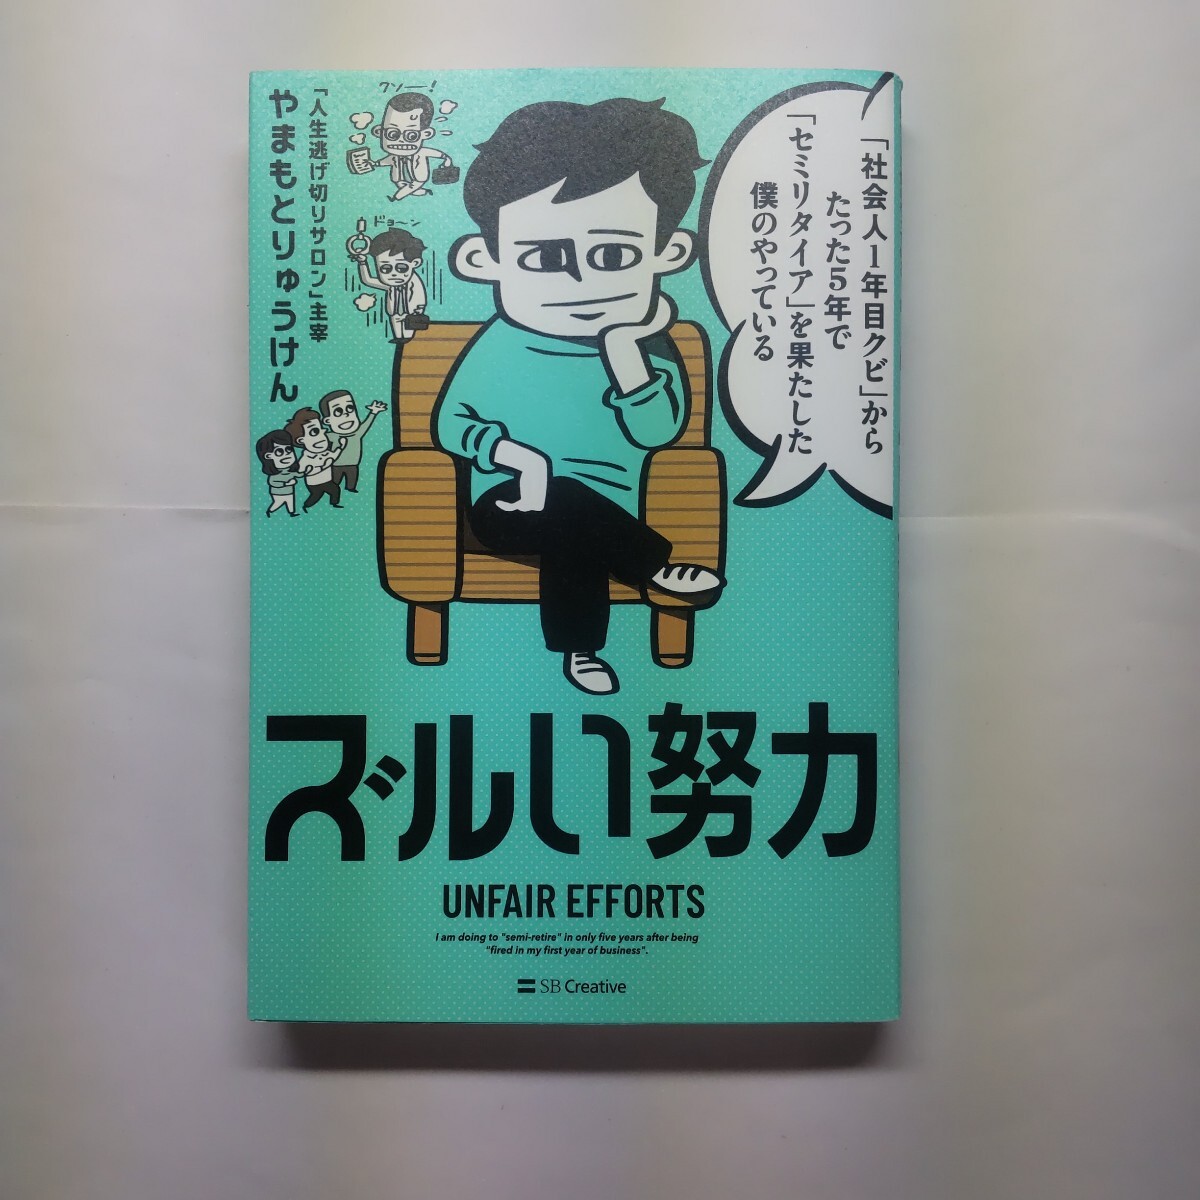 「社会人1年目クビ」から
たった5年で
「セミリタイア」を果たした
僕のやっている
クソー!
ドョ〜ン
「人生逃げ切りサロン」主宰
やまもとりゅうけん
ズルい努力
UNFAIR EFFORTS
I am doing to "semi-retire" in only five years after being
"fired in my first year of business".
SB Creative